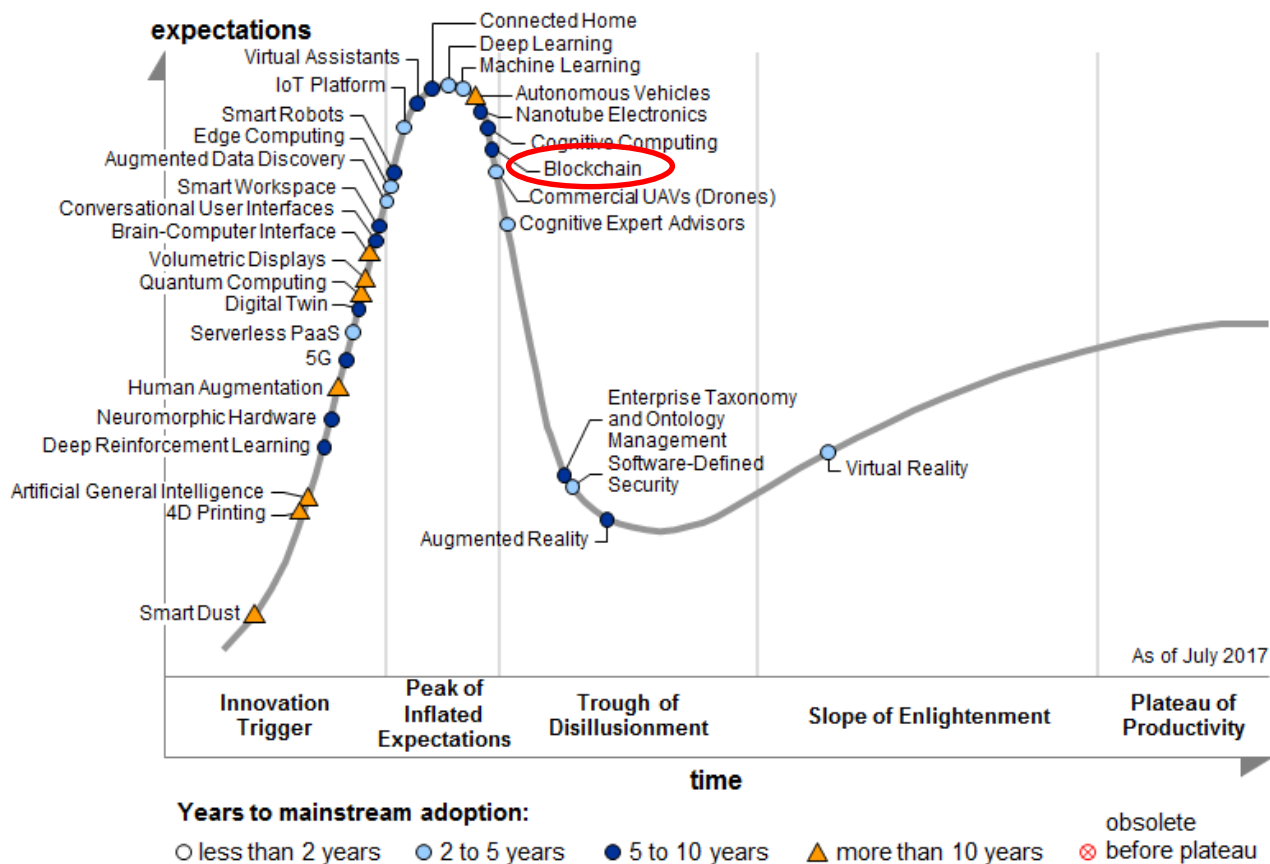 expectations
Connected Home
Deep Learning
Virtual Assistants
Machine Learning
IoT Platform
Autonomous Vehicles
Smart Robots
Nanotube Electronics
Edge Computing
Cognitive Computing
Augmented Data Discovery
Blockchain
Smart Workspace
Commercial UAVs (Drones)
Conversational User Interfaces
Cognitive Expert Advisors
Brain-Computer Interface
Volumetric Displays
Quantum Computing
Digital Twin
Serverless PaaS
5G
Human Augmentation
Neuromorphic Hardware
Deep Reinforcement Learning
Artificial General Intelligence
4D Printing
Smart Dust
Enterprise Taxonomy
and Ontology
Management
Software-Defined
Security
Augmented Reality
Virtual Reality
As of July 2017
Innovation
Trigger
Peak of
Inflated
Expectations
Trough of
Disillusionment
Slope of Enlightenment
Plateau of
Productivity
time
Years to mainstream adoption:
less than 2 years
2 to 5 years
5 to 10 years
more than 10 years
obsolete
before plateau